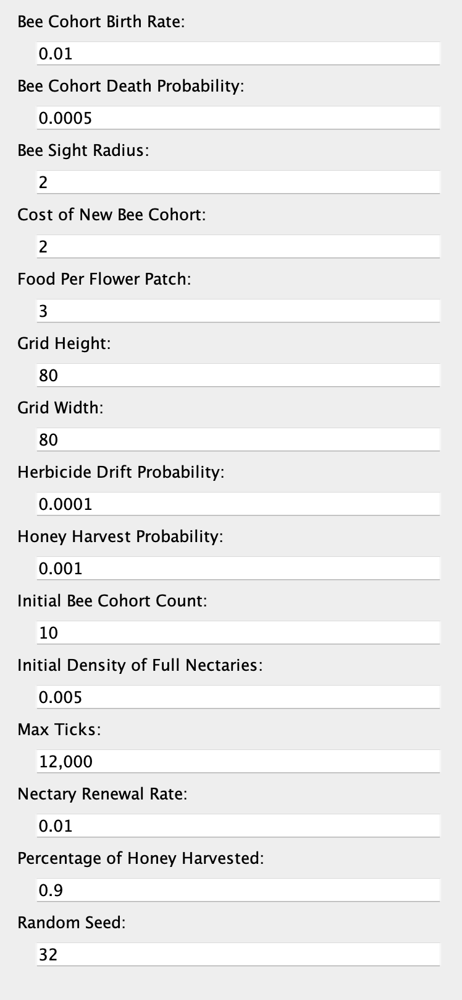 Bee Cohort Birth Rate:
0.01
Bee Cohort Death Probability:
0.0005
Bee Sight Radius:
2
Cost of New Bee Cohort:
2
Food Per Flower Patch:
3
Grid Height:
80
Grid Width:
80
Herbicide Drift Probability:
0.0001
Honey Harvest Probability:
0.001
Initial Bee Cohort Count:
10
Initial Density of Full Nectaries:
0.005
Max Ticks:
12,000
Nectary Renewal Rate:
0.01
Percentage of Honey Harvested:
0.9
Random Seed:
32